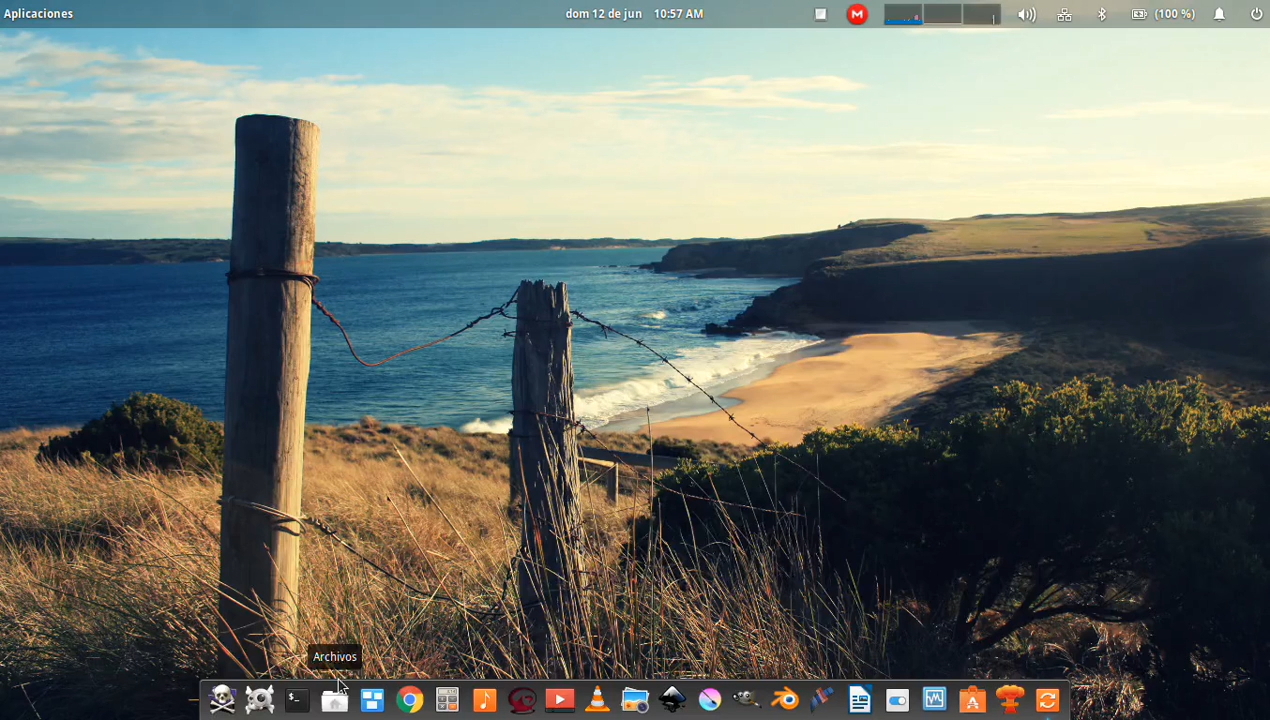 Aplicaciones
dom 12 de jun 10:57 AM
M
(100 %)
Archivos